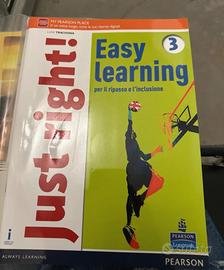 MY PEARSON PLACE
Just right!
Easy
learning
3
per il ripasso e l'inclusione
PEARSON
Longman
ALWAYS LEARNING
PEARSON